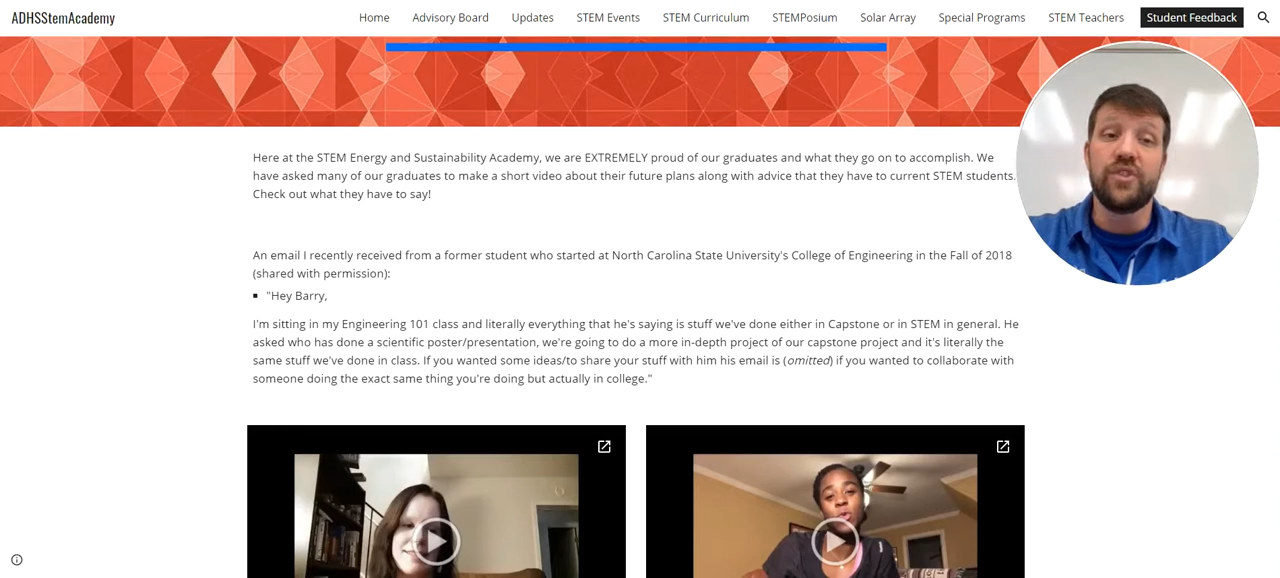 ADHSStemAcademy
Home Advisory Board Updates STEM Events STEM Curriculum STEMPosium Solar Array Special Programs STEM Teachers Student Feedback
Here at the STEM Energy and Sustainability Academy, we are EXTREMELY proud of our graduates and what they go on to accomplish. We
have asked many of our graduates to make a short video about their future plans along with advice that they have to current STEM students.
Check out what they have to say!
An email I recently received from a former student who started at North Carolina State University's College of Engineering in the Fall of 2018
(shared with permission):
"Hey Barry,
I'm sitting in my Engineering 101 class and literally everything that he's saying is stuff we've done either in Capstone or in STEM in general. He
asked who has done a scientific poster/presentation, we're going to do a more in-depth project of our capstone project and it's literally the
same stuff we've done in class. If you wanted some ideas/to share your stuff with him his email is (omitted) if you wanted to collaborate with
someone doing the exact same thing you're doing but actually in college."